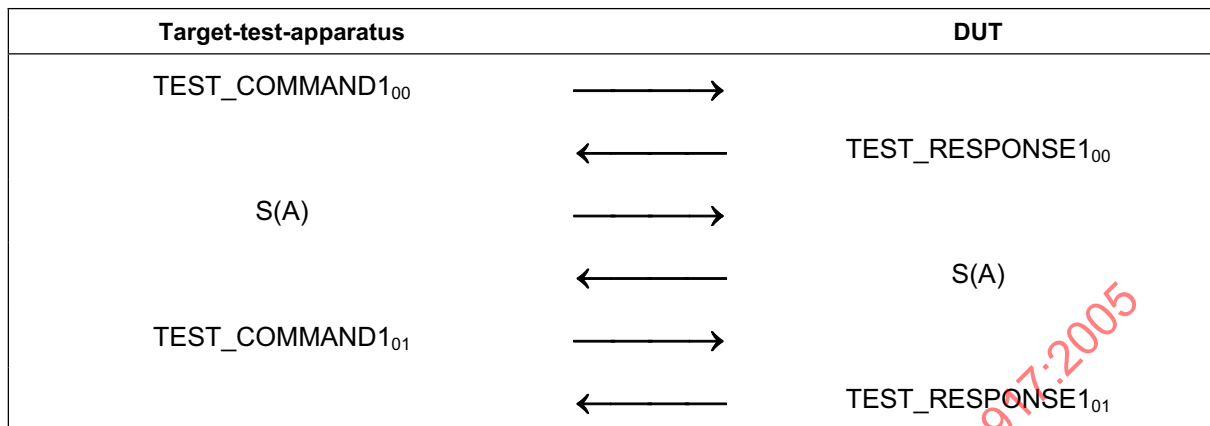 Target-test-apparatus DUT
TEST_COMMAND1₀₀
TEST_RESPONSE1₀₀
S(A)
S(A)
TEST_COMMAND1₀₁
TEST_RESPONSE1₀₁
917:2005